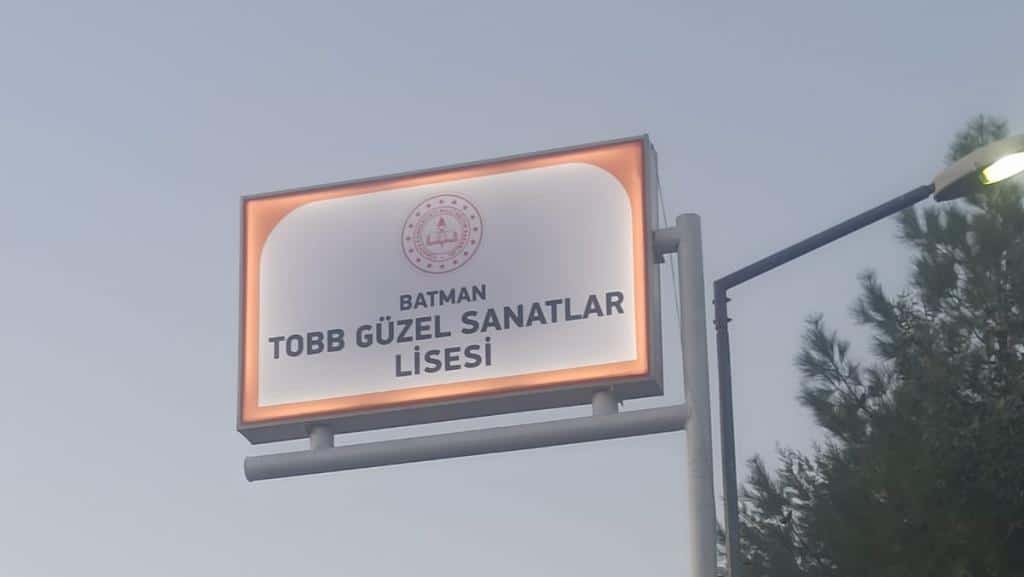 BATMAN
TOBB GÜZEL SANATLAR
LİSESİ